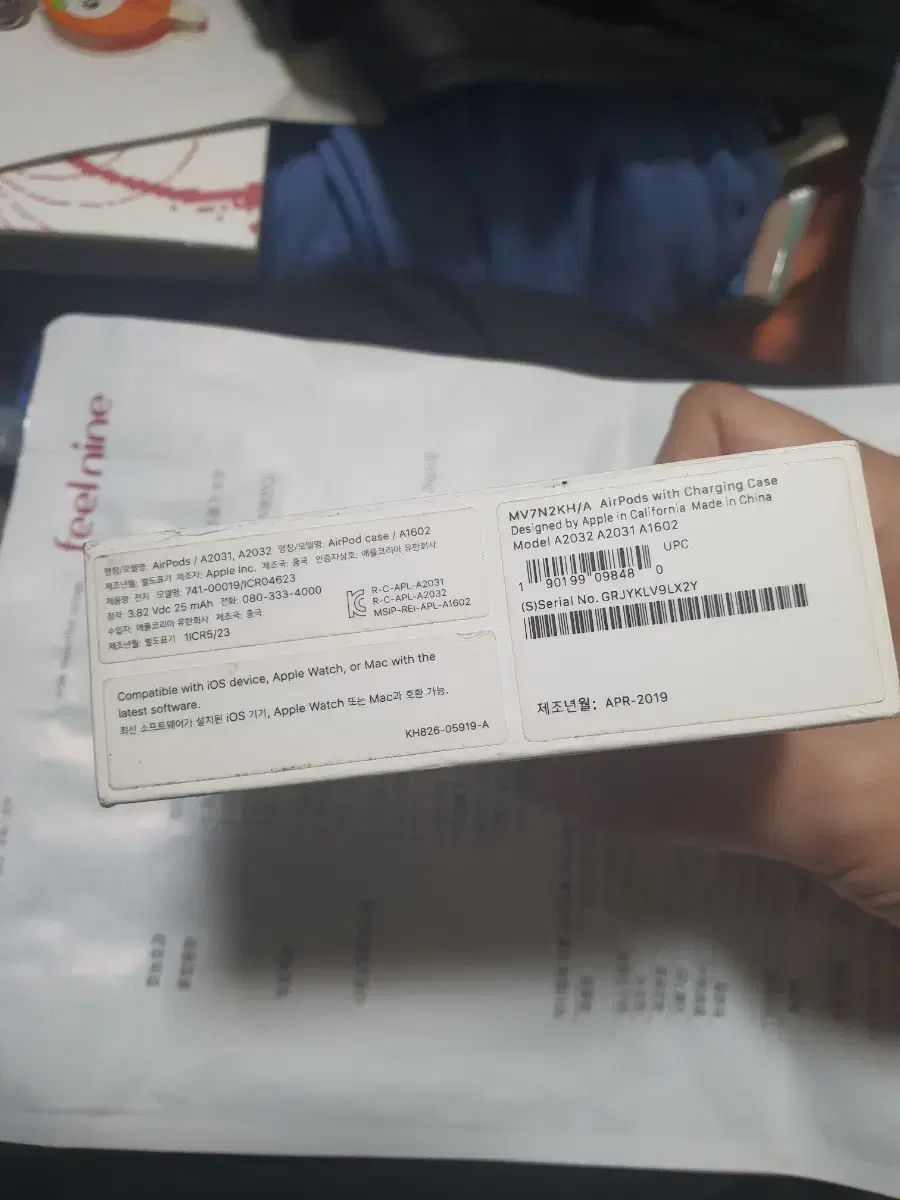 feelnine
명칭/모델명: AirPods / A2031, A2032 명칭/모델명: AirPod case / A1602
제조년월: 별도표기 제조자: Apple Inc. 제조국: 중국 인증자상호: 애플코리아 유한회사
제품명: 전지 모델명: 741-00019/ICR04623
정격: 3.82 Vdc 25 mAh 전화: 080-333-4000
수입자: 애플코리아 유한회사 제조국: 중국
제조년월: 별도표기 1ICR5/23
R-C-APL-A2031
R-C-APL-A2032
MSIP-REI-APL-A1602
Compatible with iOS device, Apple Watch, or Mac with the
latest software.
최신 소프트웨어가 설치된 iOS 기기, Apple Watch 또는 Mac과 호환 가능.
KH826-05919-A
MV7N2KH/A AirPods with Charging Case
Designed by Apple in California Made in China
Model A2032 A2031 A1602
UPC
1 90199 09848 0
(S)Serial No. GRJYKLV9LX2Y
제조년월: APR-2019